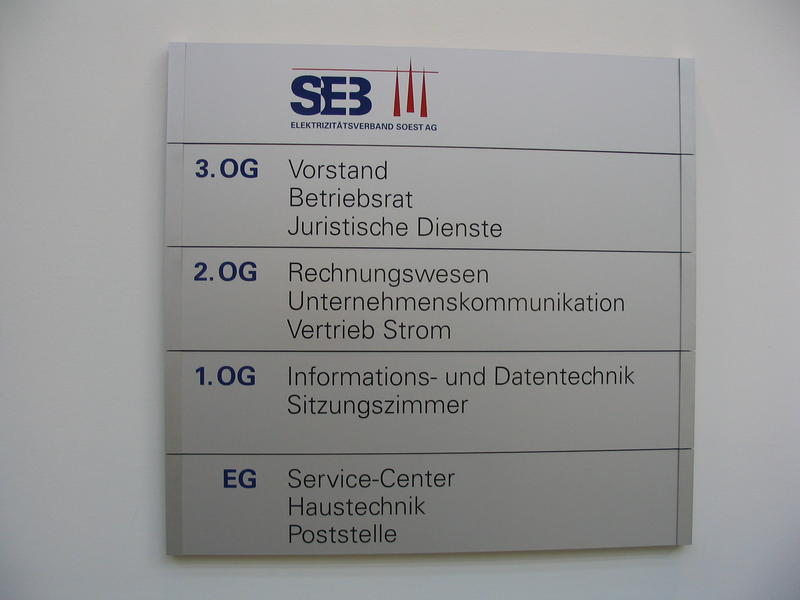 SEB
ELEKTRIZITÄTSVERBAND SOEST AG
3. OG Vorstand
Betriebsrat
Juristische Dienste
2. OG Rechnungswesen
Unternehmenskommunikation
Vertrieb Strom
1. OG Informations- und Datentechnik
Sitzungszimmer
EG Service-Center
Haustechnik
Poststelle